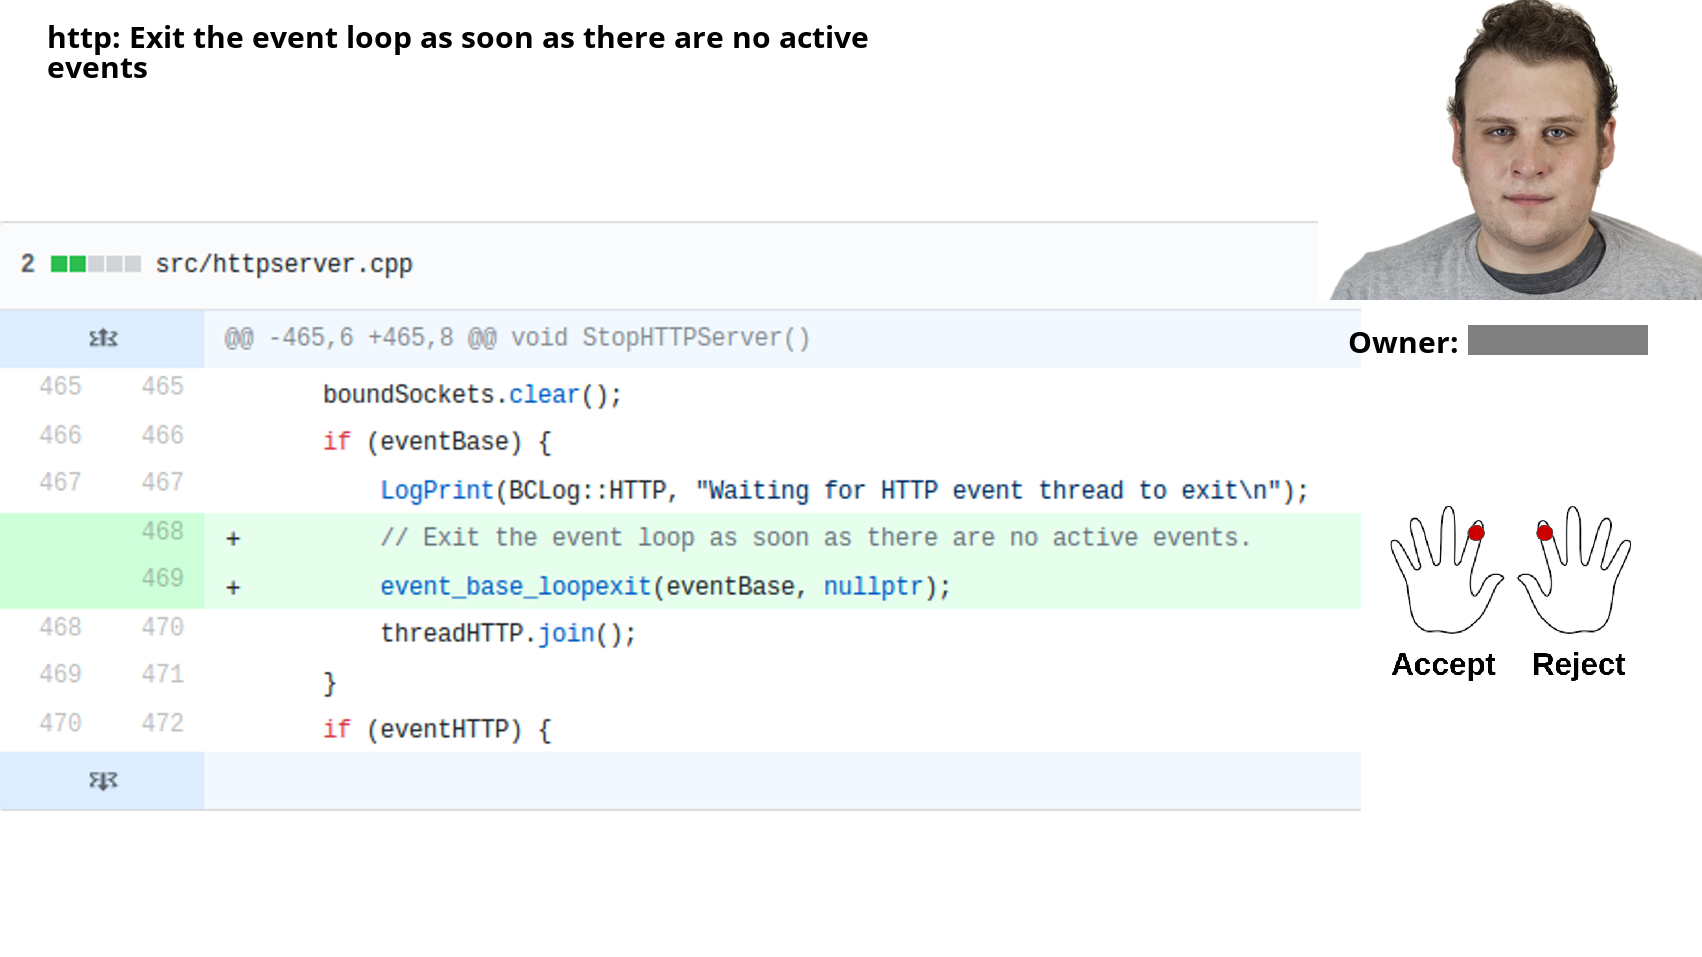 http: Exit the event loop as soon as there are no active
events
2 src/httpserver.cpp
@@ -465,6 +465,8 @@ void StopHTTPServer()
Owner:
465 465 boundSockets.clear();
466 466 if (eventBase) {
467 467 LogPrint(BCLog::HTTP, "Waiting for HTTP event thread to exit\n");
468 + // Exit the event loop as soon as there are no active events.
469 + event_base_loopexit(eventBase, nullptr);
468 470 threadHTTP.join();
469 471 }
470 472 if (eventHTTP) {
Accept Reject